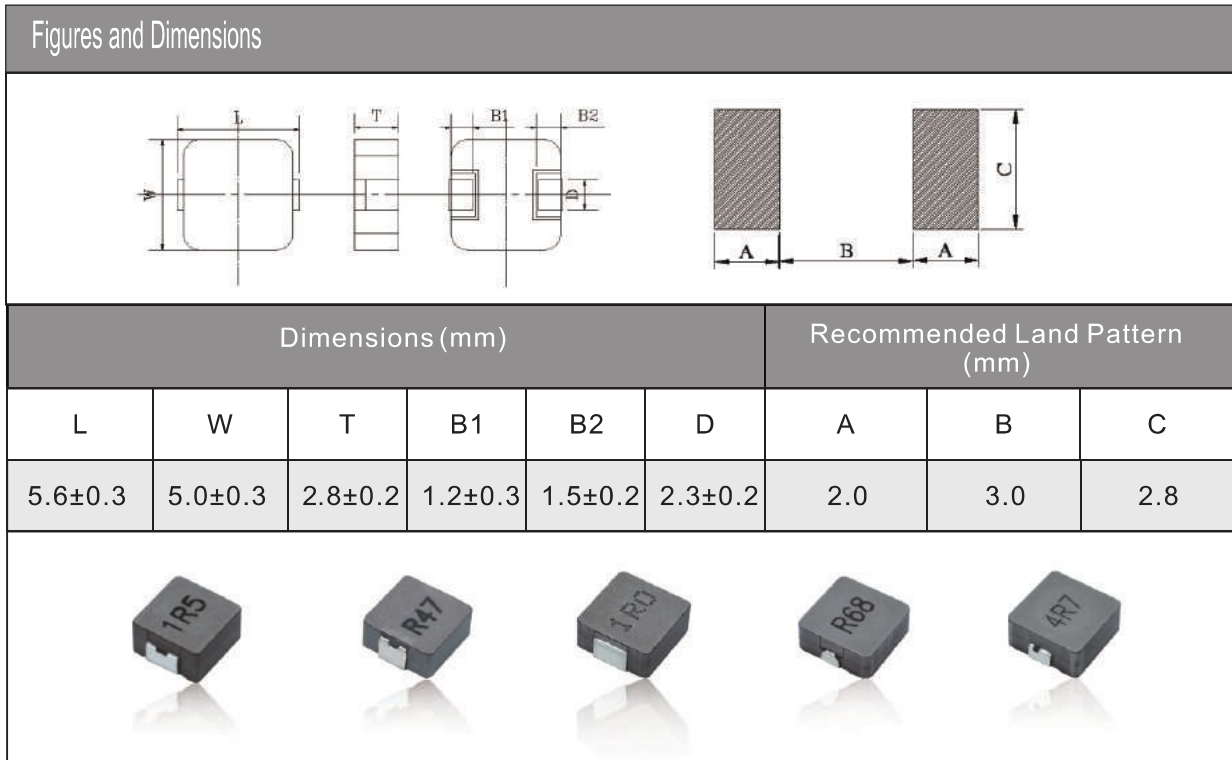 Figures and Dimensions
L
T
B1
B2
W
D
C
A
B
A
Dimensions (mm)
Recommended Land Pattern
(mm)
L W T B1 B2 D A B C
5.6±0.3 5.0±0.3 2.8±0.2 1.2±0.3 1.5±0.2 2.3±0.2 2.0 3.0 2.8
1R5
R47
1R0
R68
4R7